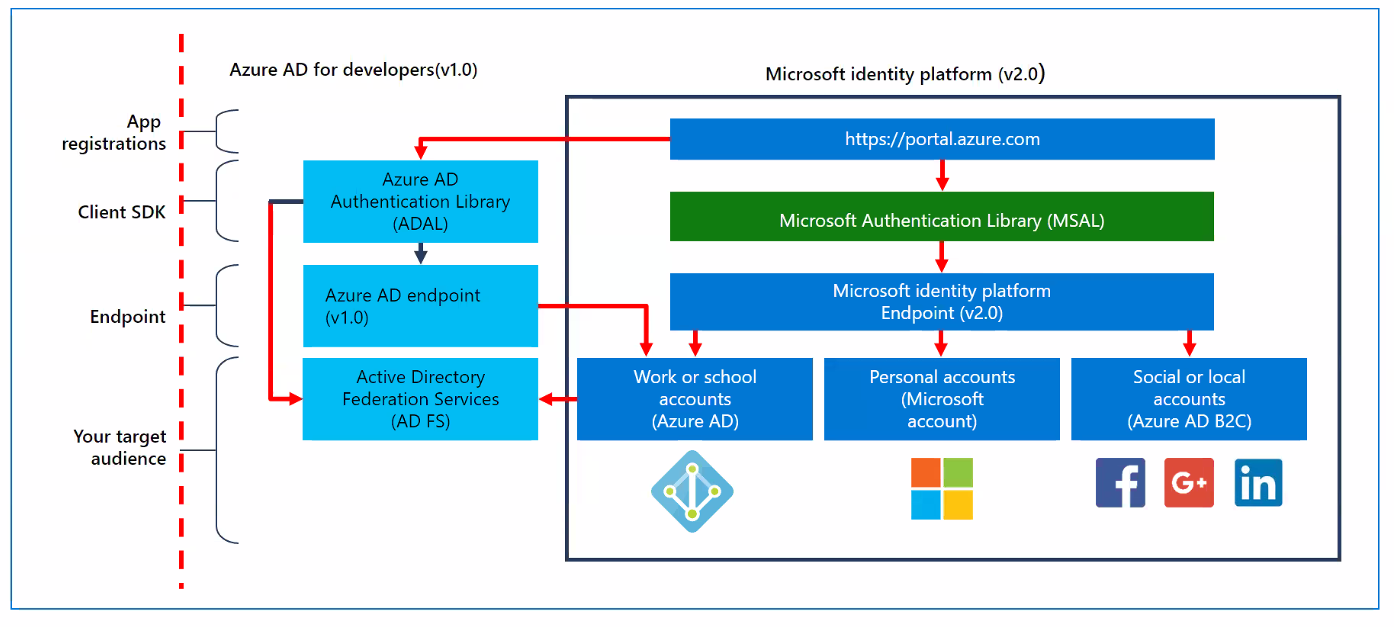 Azure AD for developers(v1.0)
Microsoft identity platform (v2.0)
App
registrations
https://portal.azure.com
Client SDK
Azure AD
Authentication Library
(ADAL)
Microsoft Authentication Library (MSAL)
Endpoint
Azure AD endpoint
(v1.0)
Microsoft identity platform
Endpoint (v2.0)
Your target
audience
Active Directory
Federation Services
(AD FS)
Work or school
accounts
(Azure AD)
Personal accounts
(Microsoft
account)
Social or local
accounts
(Azure AD B2C)
f
G+
in